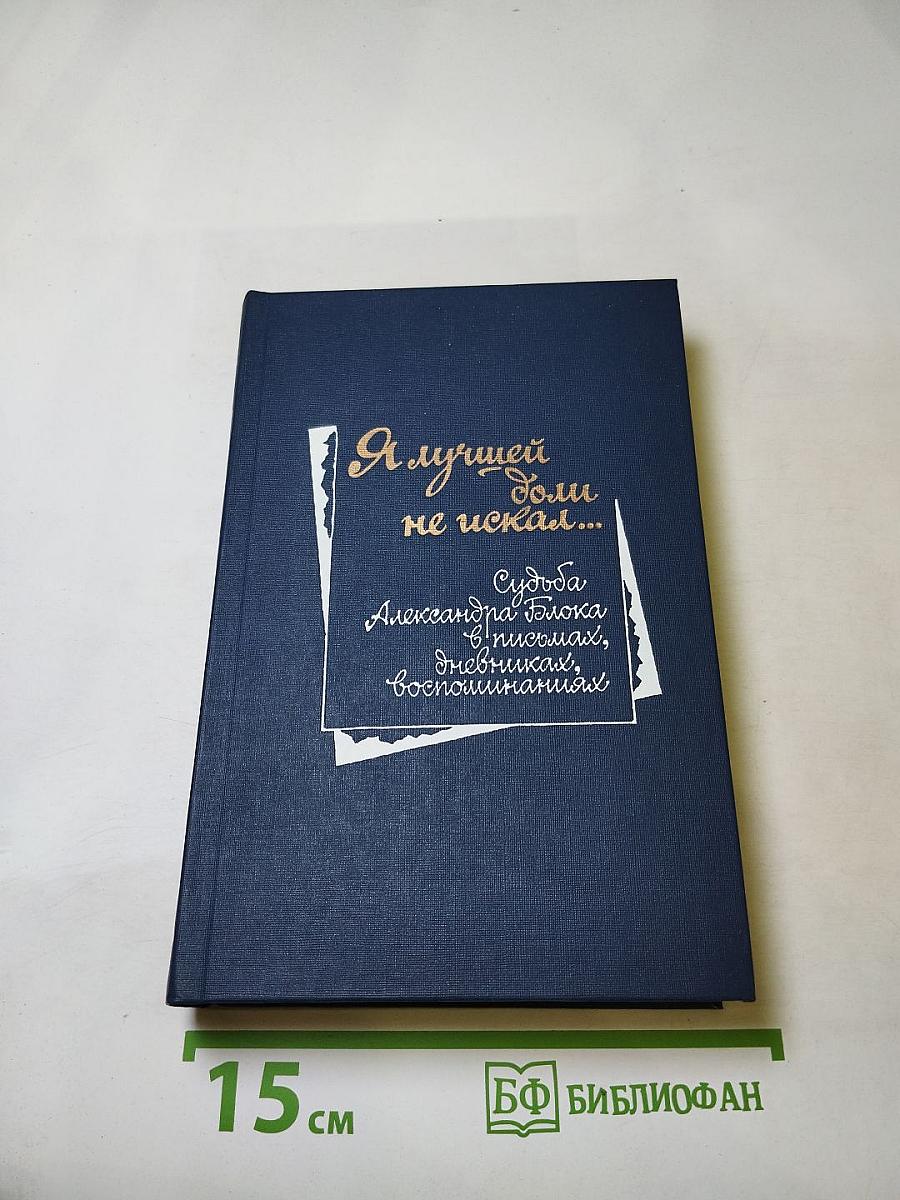 Я лучшей
доли
не искал...
Судьба
Александра Блока
в письмах,
дневниках,
воспоминаниях
15 см
БФ БИБЛИОФАН